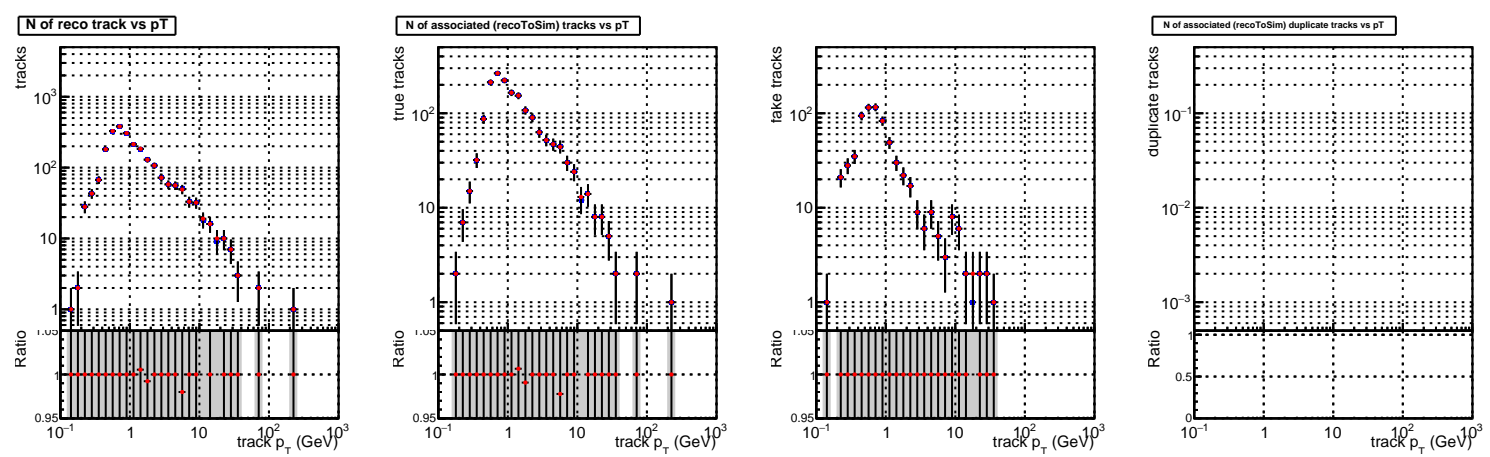 N of reco track vs pT
tracks
10³
10²
10
1
Ratio
1.05
1
0.95
10⁻¹ 1 10 10² 10³
track p_T (GeV)
N of associated (recoToSim) tracks vs pT
true tracks
10²
10
1
Ratio
1.05
1
0.95
10⁻¹ 1 10 10² 10³
track p_T (GeV)
fake tracks
10²
10
1
Ratio
1.05
1
0.95
10⁻¹ 1 10 10² 10³
track p_T (GeV)
N of associated (recoToSim) duplicate tracks vs pT
duplicate tracks
10⁻¹
10⁻²
10⁻³
Ratio
1
0.5
0
10⁻¹ 1 10 10² 10³
track p_T (GeV)